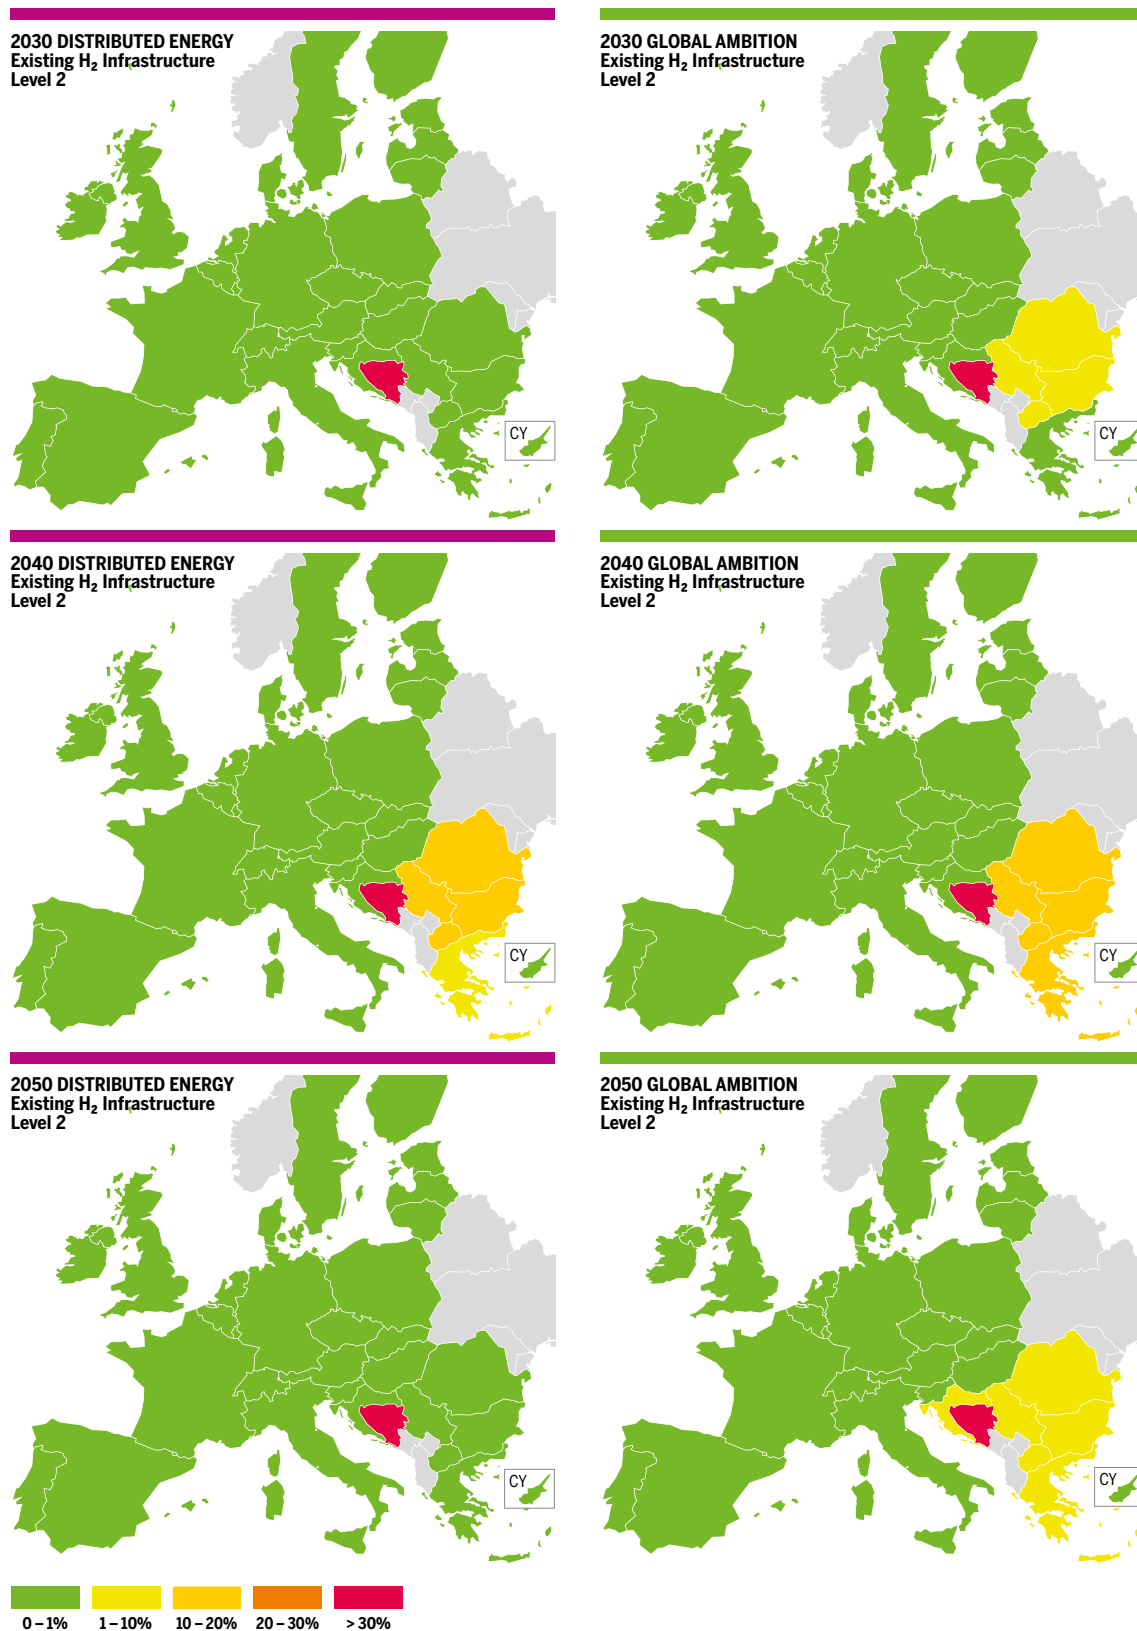 2030 DISTRIBUTED ENERGY
Existing H₂ Infrastructure
Level 2
CY
2030 GLOBAL AMBITION
Existing H₂ Infrastructure
Level 2
CY
2040 DISTRIBUTED ENERGY
Existing H₂ Infrastructure
Level 2
CY
2040 GLOBAL AMBITION
Existing H₂ Infrastructure
Level 2
CY
2050 DISTRIBUTED ENERGY
Existing H₂ Infrastructure
Level 2
CY
2050 GLOBAL AMBITION
Existing H₂ Infrastructure
Level 2
CY
0 – 1% 1 – 10% 10 – 20% 20 – 30% > 30%